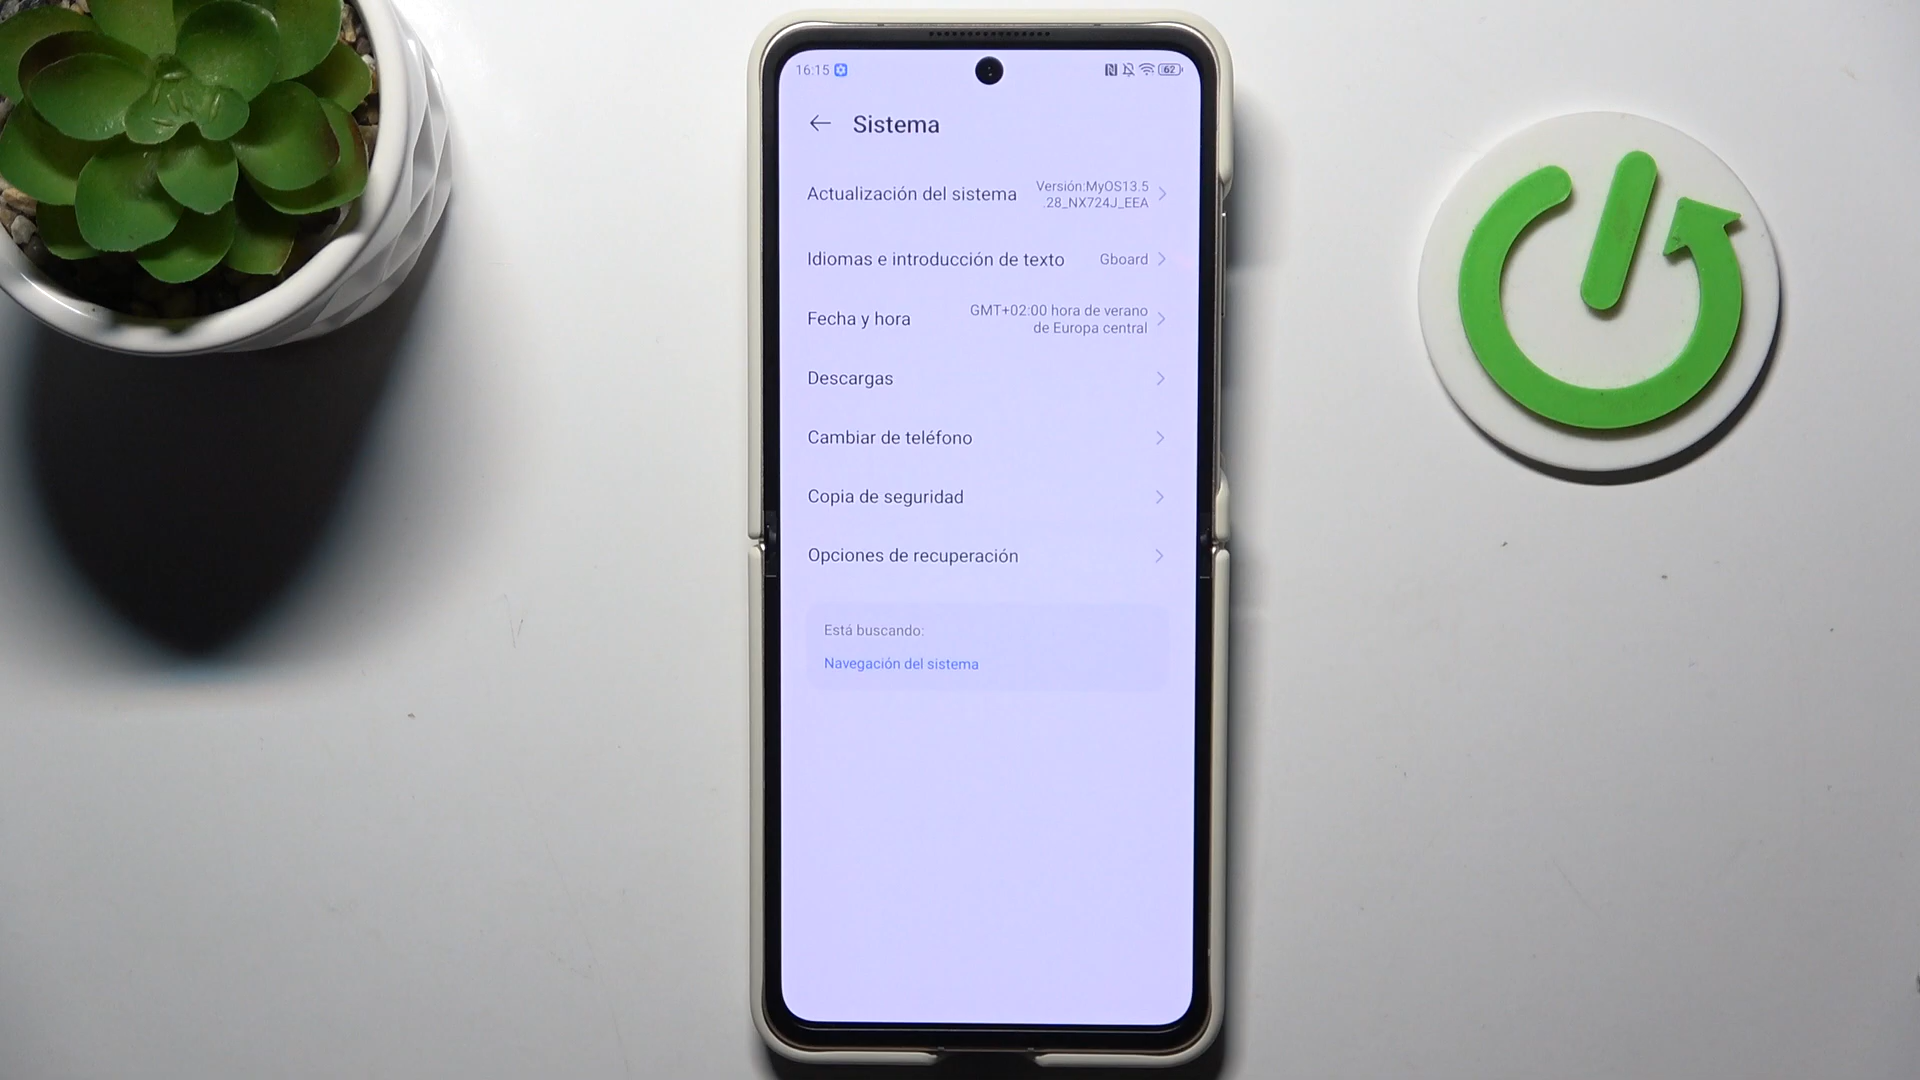 16:15
62
Sistema
Actualización del sistema
Versión:MyOS13.5
.28_NX724J_EEA
Idiomas e introducción de texto
Gboard
Fecha y hora
GMT+02:00 hora de verano
de Europa central
Descargas
Cambiar de teléfono
Copia de seguridad
Opciones de recuperación
Está buscando:
Navegación del sistema